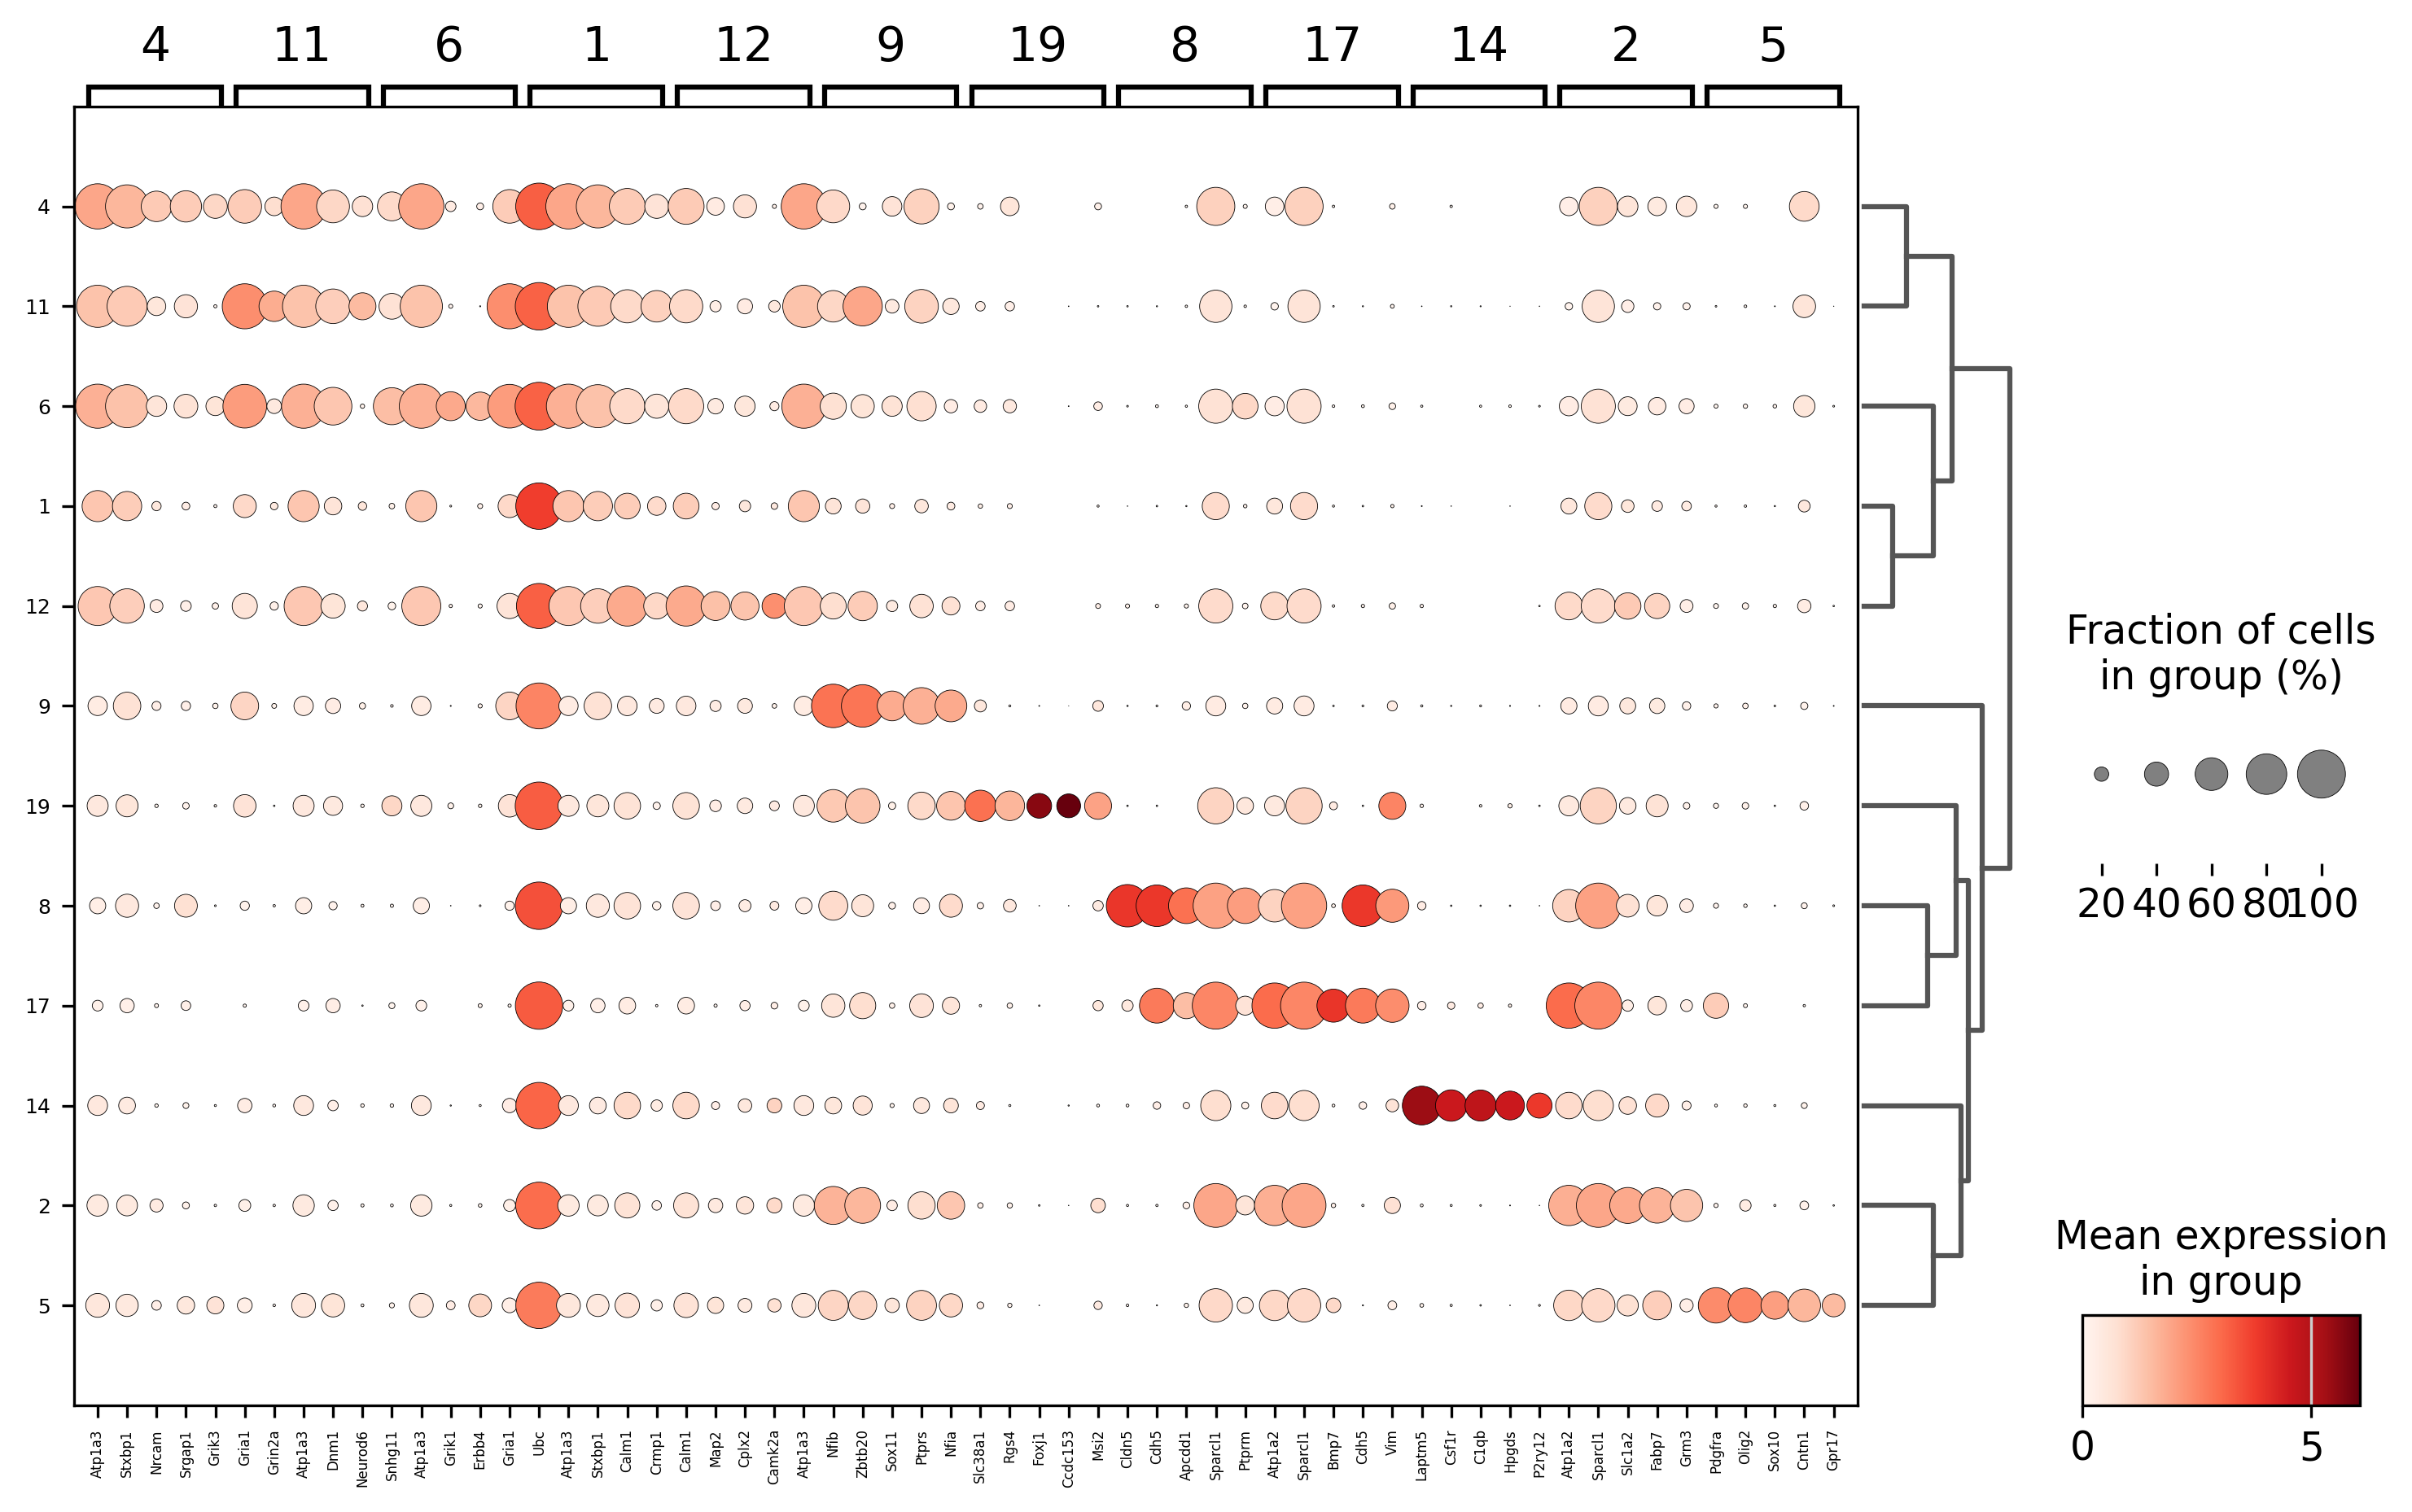 4 11 6 1 12 9 19 8 17 14 2 5
4
11
6
1
12
9
19
8
17
14
2
5
Atp1a3 Stxbp1 Nrcam Srgap1 Grik3 Gria1 Grin2a Atp1a3 Dnm1 Neurod6 Snhg11 Atp1a3 Grik1 Erbb4 Gria1 Ubc Atp1a3 Stxbp1 Calm1 Crmp1 Calm1 Map2 Cplx2 Camk2a Atp1a3 Nfib Zbtb20 Sox11 Ptprs Nfia Slc38a1 Rgs4 Foxj1 Ccdc153 Msi2 Cldn5 Cdh5 Apcdd1 Sparcl1 Ptprm Atp1a2 Sparcl1 Bmp7 Cdh5 Vim Laptm5 Csf1r C1qb Hpgds P2ry12 Atp1a2 Sparcl1 Slc1a2 Fabp7 Grm3 Pdgfra Olig2 Sox10 Cntn1 Gpr17
Fraction of cells
in group (%)
20 40 60 80 100
Mean expression
in group
0 5